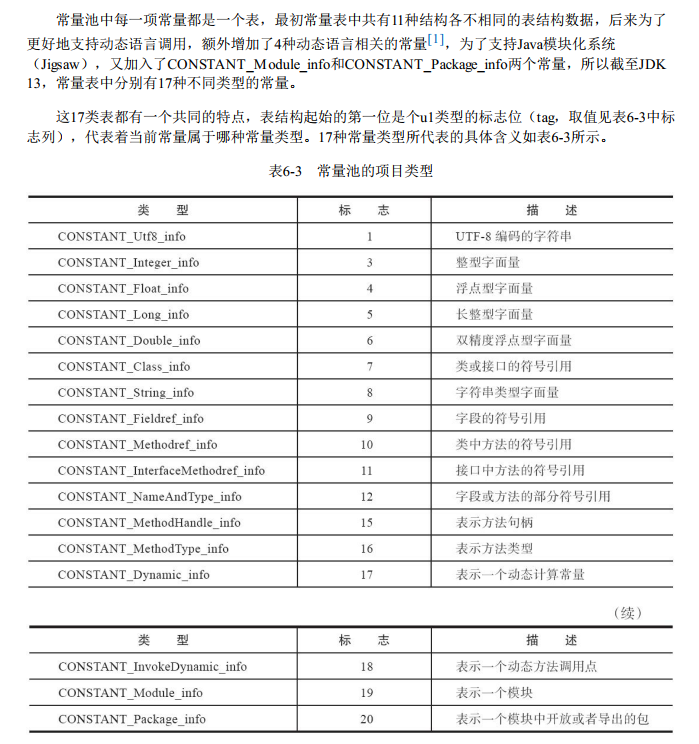 常量池中每一项常量都是一个表，最初常量表中共有11种结构各不相同的表结构数据，后来为了
更好地支持动态语言调用，额外增加了4种动态语言相关的常量[1]，为了支持Java模块化系统
（Jigsaw），又加入了CONSTANT_Module_info和CONSTANT_Package_info两个常量，所以截至JDK
13，常量表中分别有17种不同类型的常量。
这17类表都有一个共同的特点，表结构起始的第一位是个u1类型的标志位（tag，取值见表6-3中标
志列），代表着当前常量属于哪种常量类型。17种常量类型所代表的具体含义如表6-3所示。
表6-3 常量池的项目类型
类 型 标 志 描 述
CONSTANT_Utf8_info 1 UTF-8 编码的字符串
CONSTANT_Integer_info 3 整型字面量
CONSTANT_Float_info 4 浮点型字面量
CONSTANT_Long_info 5 长整型字面量
CONSTANT_Double_info 6 双精度浮点型字面量
CONSTANT_Class_info 7 类或接口的符号引用
CONSTANT_String_info 8 字符串类型字面量
CONSTANT_Fieldref_info 9 字段的符号引用
CONSTANT_Methodref_info 10 类中方法的符号引用
CONSTANT_InterfaceMethodref_info 11 接口中方法的符号引用
CONSTANT_NameAndType_info 12 字段或方法的部分符号引用
CONSTANT_MethodHandle_info 15 表示方法句柄
CONSTANT_MethodType_info 16 表示方法类型
CONSTANT_Dynamic_info 17 表示一个动态计算常量
（续）
类 型 标 志 描 述
CONSTANT_InvokeDynamic_info 18 表示一个动态方法调用点
CONSTANT_Module_info 19 表示一个模块
CONSTANT_Package_info 20 表示一个模块中开放或者导出的包